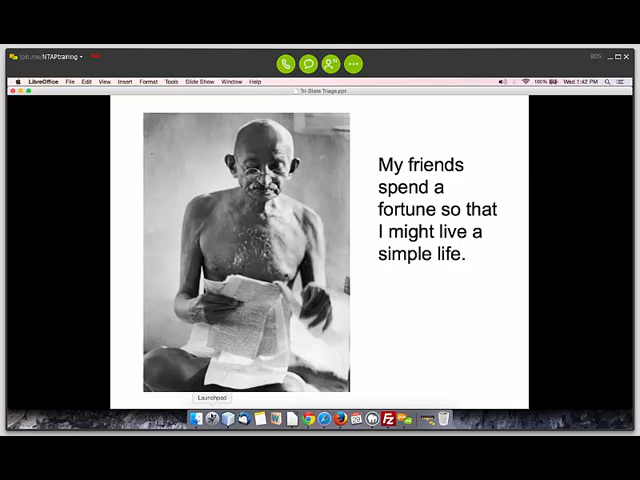 join.me/NTAPtraining
BDS
LibreOffice File Edit View Insert Format Tools Slide Show Window Help
100% Wed 1:42 PM
Tri-State Triage.ppt
My friends
spend a
fortune so that
I might live a
simple life.
Launchpad